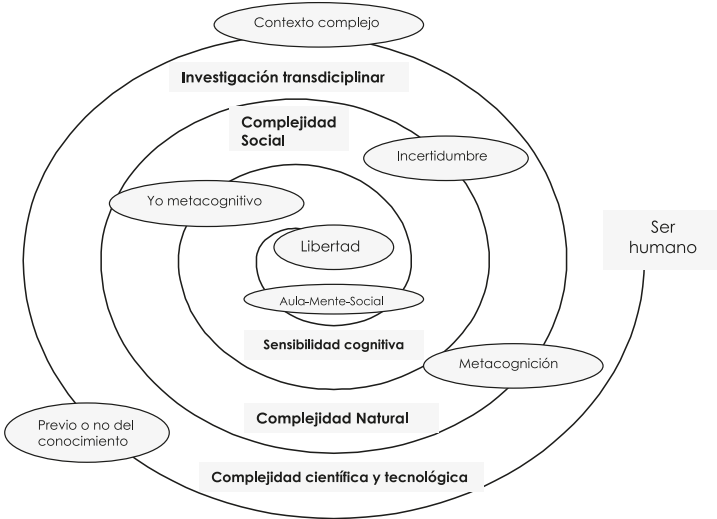 Contexto complejo
Investigación transdiciplinar
Complejidad
Social
Incertidumbre
Yo metacognitivo
Ser
humano
Libertad
Aula-Mente-Social
Sensibilidad cognitiva
Metacognición
Complejidad Natural
Previo o no del
conocimiento
Complejidad científica y tecnológica